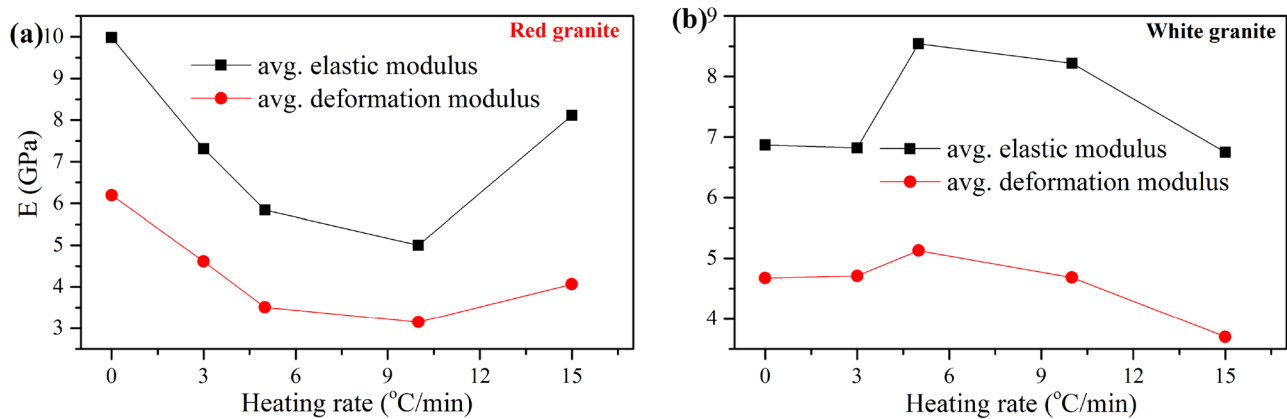 (a)
Red granite
avg. elastic modulus
avg. deformation modulus
E (GPa)
10
9
8
7
6
5
4
3
0 3 6 9 12 15
Heating rate (°C/min)
(b)
White granite
avg. elastic modulus
avg. deformation modulus
9
8
7
6
5
4
0 3 6 9 12 15
Heating rate (°C/min)